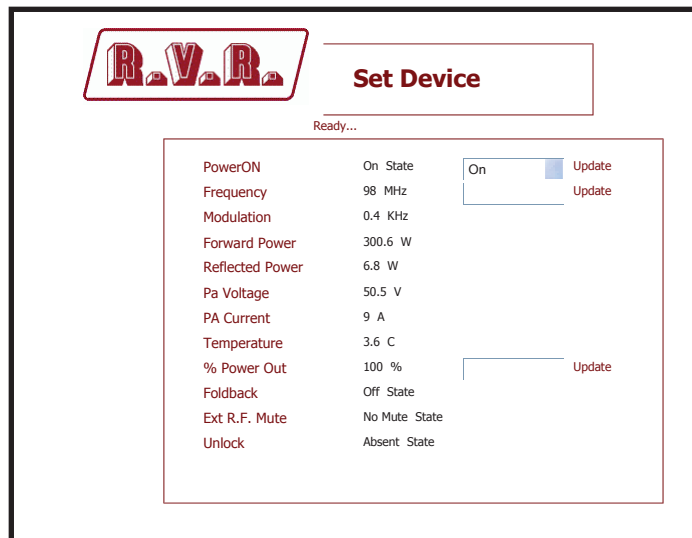 R.V.R.
Set Device
Ready...
PowerON On State On Update
Frequency 98 MHz Update
Modulation 0.4 KHz
Forward Power 300.6 W
Reflected Power 6.8 W
Pa Voltage 50.5 V
PA Current 9 A
Temperature 3.6 C
% Power Out 100 % Update
Foldback Off State
Ext R.F. Mute No Mute State
Unlock Absent State